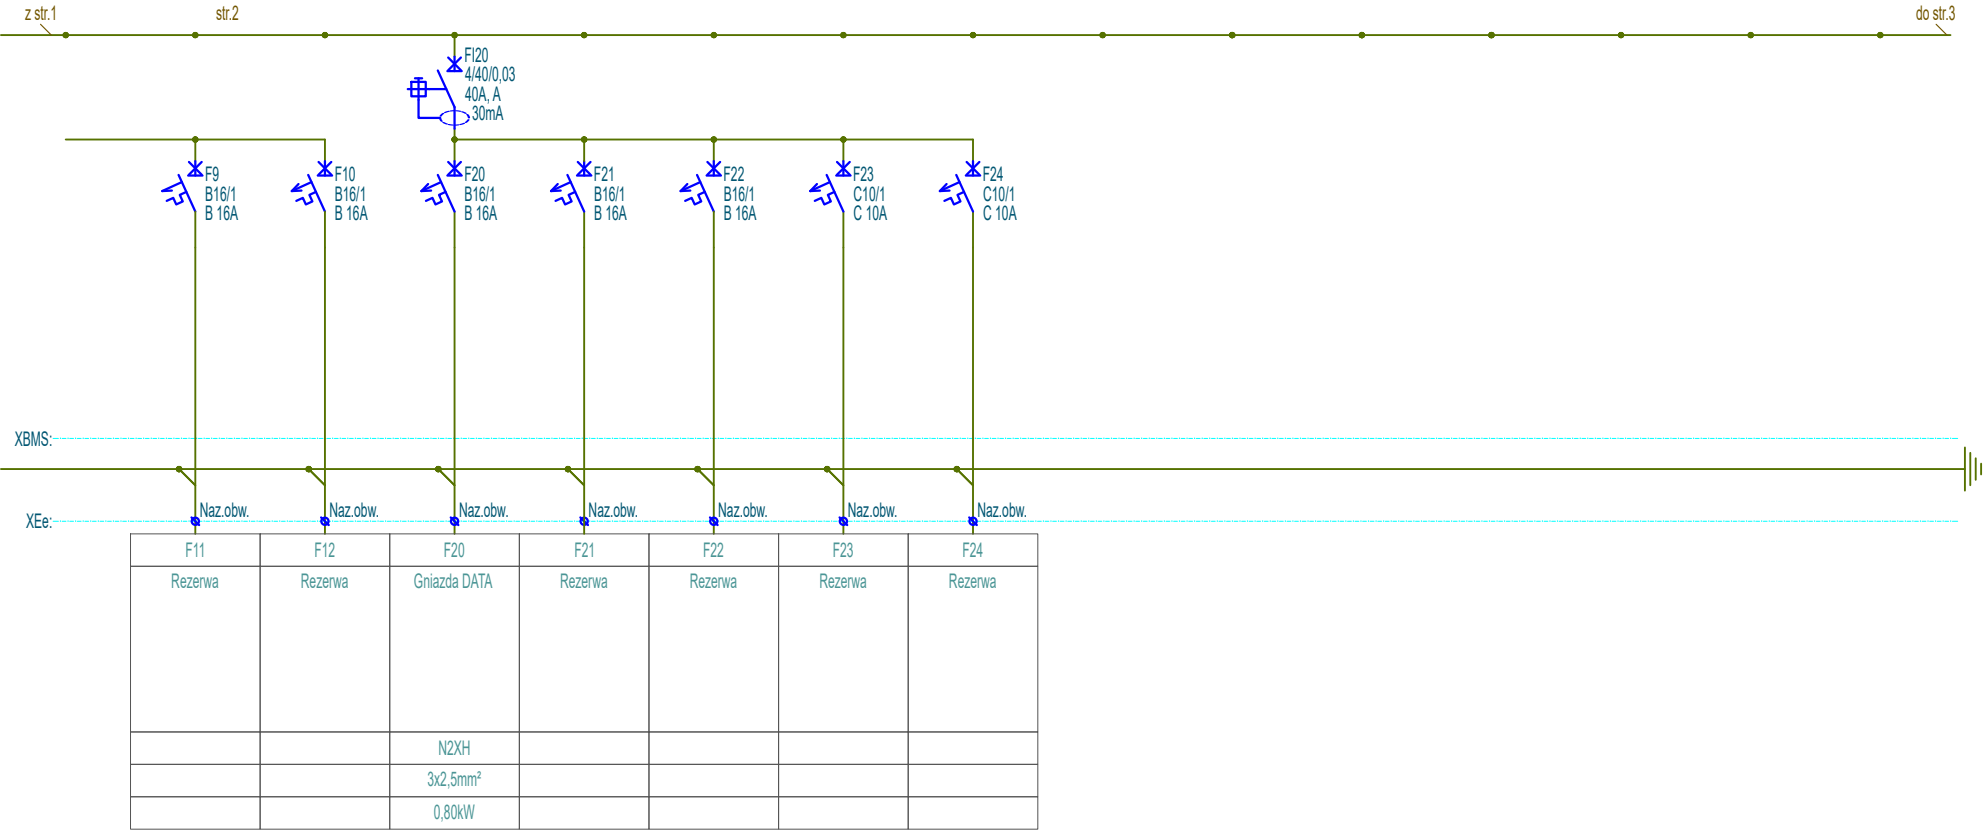 z str.1
str.2
do str.3
FI20
4/40/0,03
40A, A
30mA
F9
B16/1
B 16A
F10
B16/1
B 16A
F20
B16/1
B 16A
F21
B16/1
B 16A
F22
B16/1
B 16A
F23
C10/1
C 10A
F24
C10/1
C 10A
XBMS:
XEe:
Naz.obw.
Naz.obw.
Naz.obw.
Naz.obw.
Naz.obw.
Naz.obw.
Naz.obw.
F11
F12
F20
F21
F22
F23
F24
Rezerwa
Rezerwa
Gniazda DATA
Rezerwa
Rezerwa
Rezerwa
Rezerwa
N2XH
3x2,5mm²
0,80kW